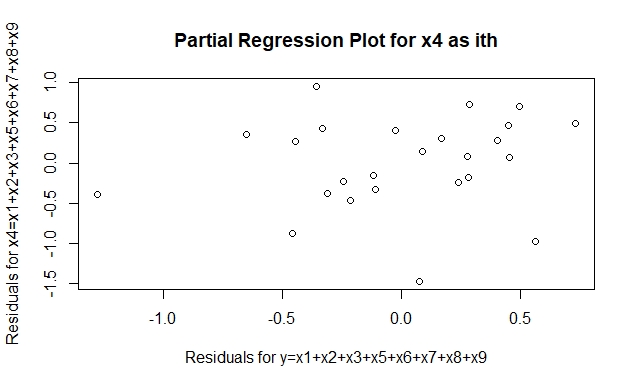 Partial Regression Plot for x4 as ith
Residuals for x4=x1+x2+x3+x5+x6+x7+x8+x9
1.0
0.5
0.0
-0.5
-1.0
-1.5
-1.0 -0.5 0.0 0.5
Residuals for y=x1+x2+x3+x5+x6+x7+x8+x9